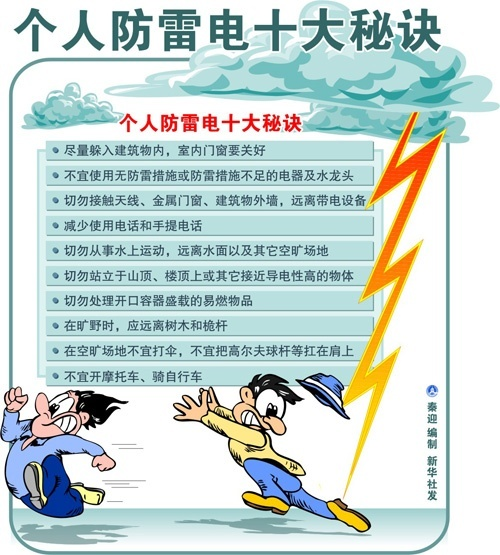 个人防雷电十大秘诀
个人防雷电十大秘诀
尽量躲入建筑物内，室内门窗要关好
不宜使用无防雷措施或防雷措施不足的电器及水龙头
切勿接触天线、金属门窗、建筑物外墙，远离带电设备
减少使用电话和手提电话
切勿从事水上运动，远离水面以及其它空旷场地
切勿站立于山顶、楼顶上或其它接近导电性高的物体
切勿处理开口容器盛载的易燃物品
在旷野时，应远离树木和桅杆
在空旷场地不宜打伞，不宜把高尔夫球杆等扛在肩上
不宜开摩托车、骑自行车
秦迎 编制 新华社发